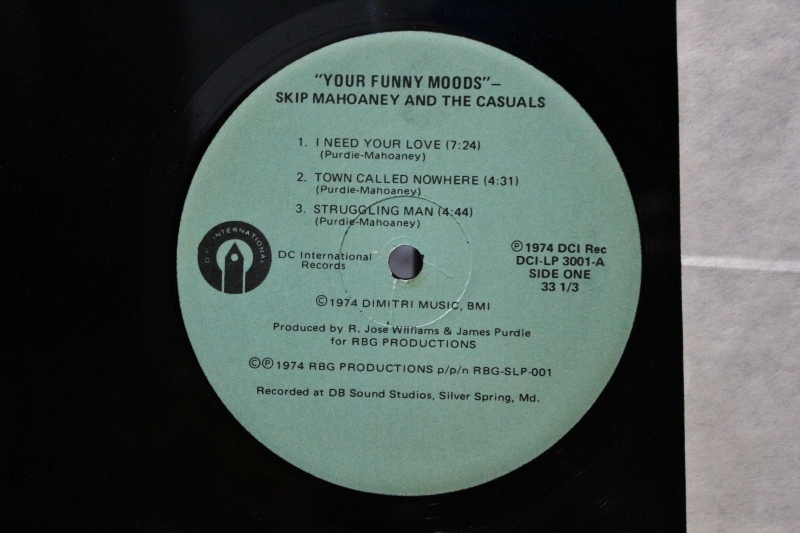 "YOUR FUNNY MOODS"–
SKIP MAHOANEY AND THE CASUALS
1. I NEED YOUR LOVE (7:24)
(Purdie-Mahoaney)
2. TOWN CALLED NOWHERE (4:31)
(Purdie-Mahoaney)
3. STRUGGLING MAN (4:44)
(Purdie-Mahoaney)
D C INTERNATIONAL
DC International
Records
Ⓟ 1974 DCI Rec
DCI-LP 3001-A
SIDE ONE
33 1/3
© 1974 DIMITRI MUSIC, BMI
Produced by R. Jose Williams & James Purdie
for RBG PRODUCTIONS
©Ⓟ 1974 RBG PRODUCTIONS p/p/n RBG-SLP-001
Recorded at DB Sound Studios, Silver Spring, Md.